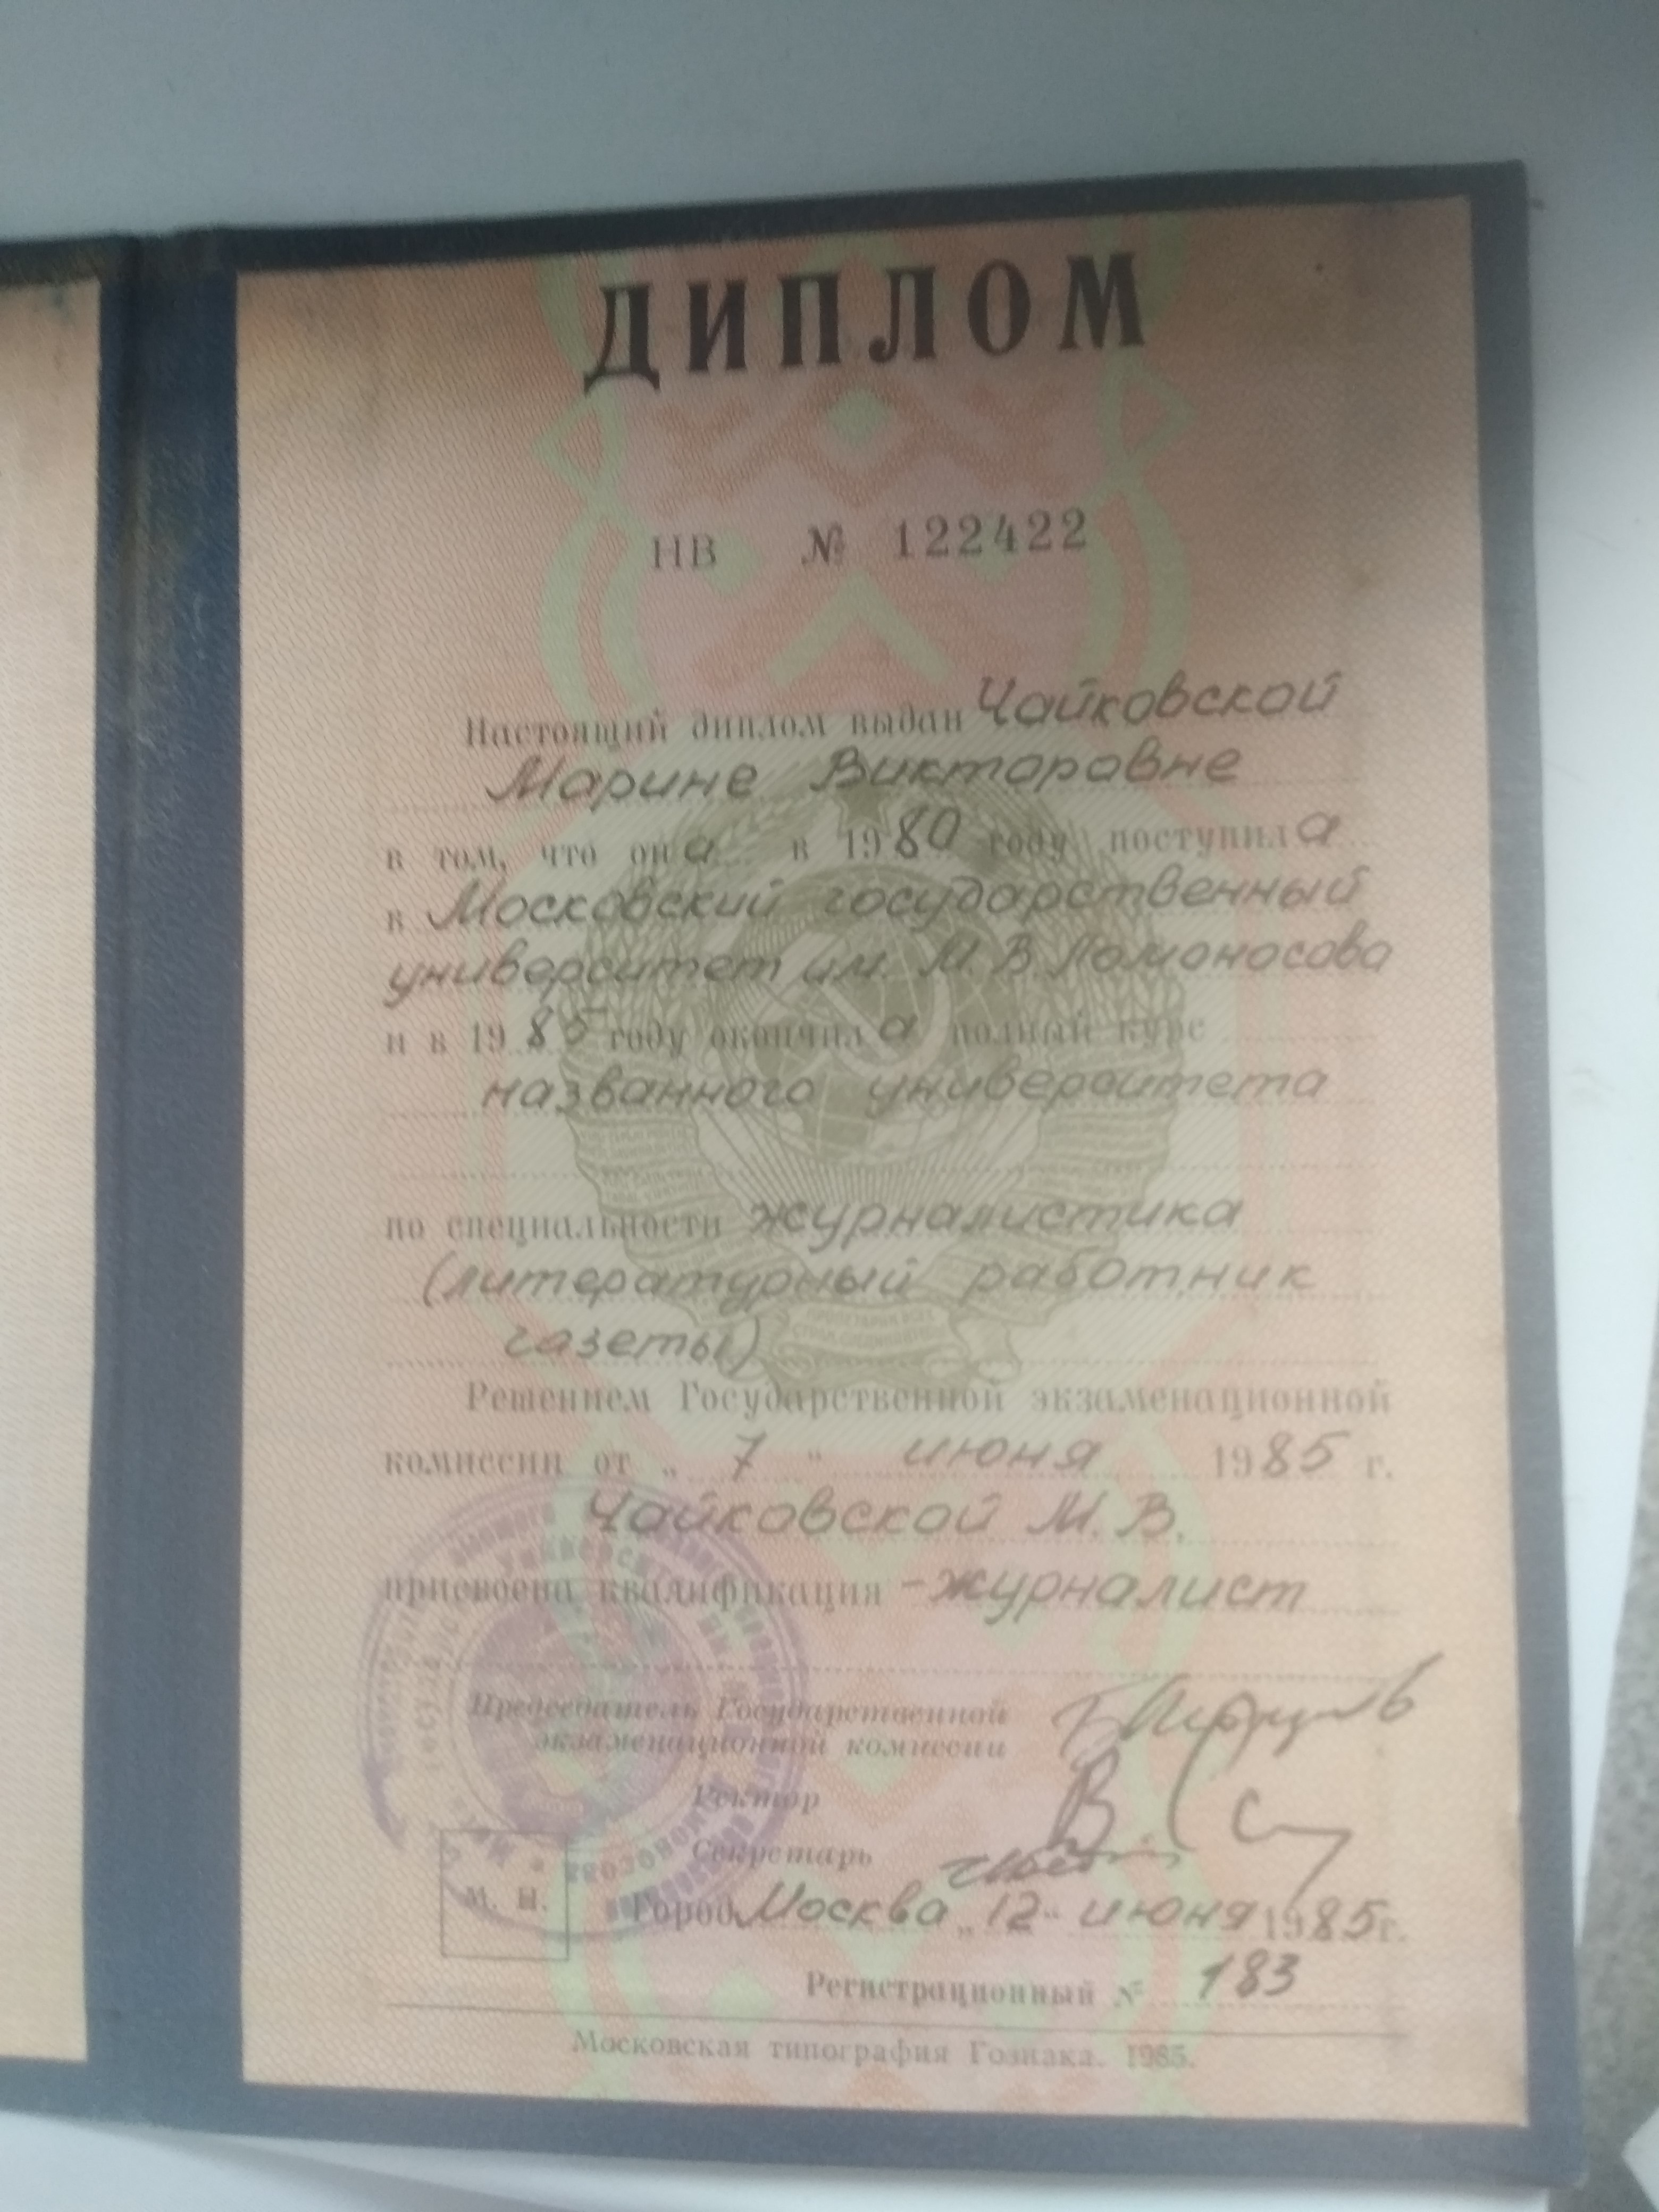 ДИПЛОМ
НВ № 122422
Настоящий диплом выдан Чайковской
Марине Викторовне
в том, что она в 1980 году поступила
в Московский государственный
университет им. М. В. Ломоносова
и в 1985 году окончила полный курс
названного университета
по специальности журналистика
(литературный работник
газеты)
Решением Государственной экзаменационной
комиссии от „ 7 “ июня 1985 г.
Чайковской М. В.
присвоена квалификация - журналист
Председатель Государственной
экзаменационной комиссии
Ректор
Секретарь
М. П.
Город Москва „12“ июня 1985 г.
Регистрационный № 183
Московская типография Гознака. 1985.